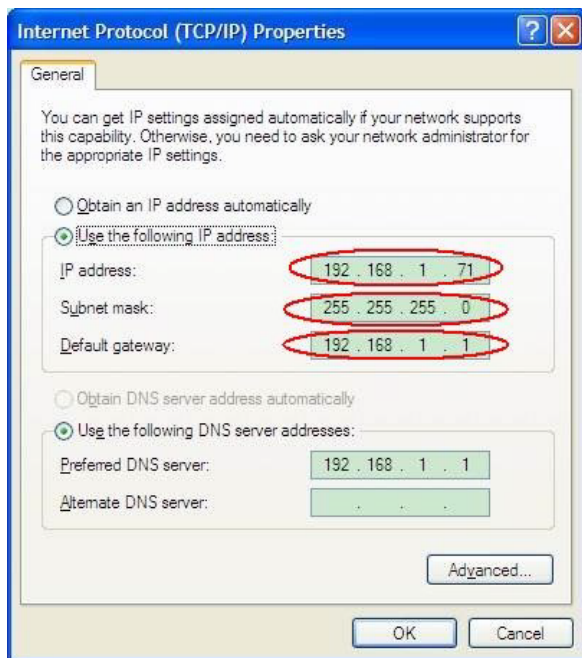 Internet Protocol (TCP/IP) Properties
General
You can get IP settings assigned automatically if your network supports
this capability. Otherwise, you need to ask your network administrator for
the appropriate IP settings.
Obtain an IP address automatically
Use the following IP address:
IP address: 192 . 168 . 1 . 71
Subnet mask: 255 . 255 . 255 . 0
Default gateway: 192 . 168 . 1 . 1
Obtain DNS server address automatically
Use the following DNS server addresses:
Preferred DNS server: 192 . 168 . 1 . 1
Alternate DNS server: . . .
Advanced...
OK Cancel